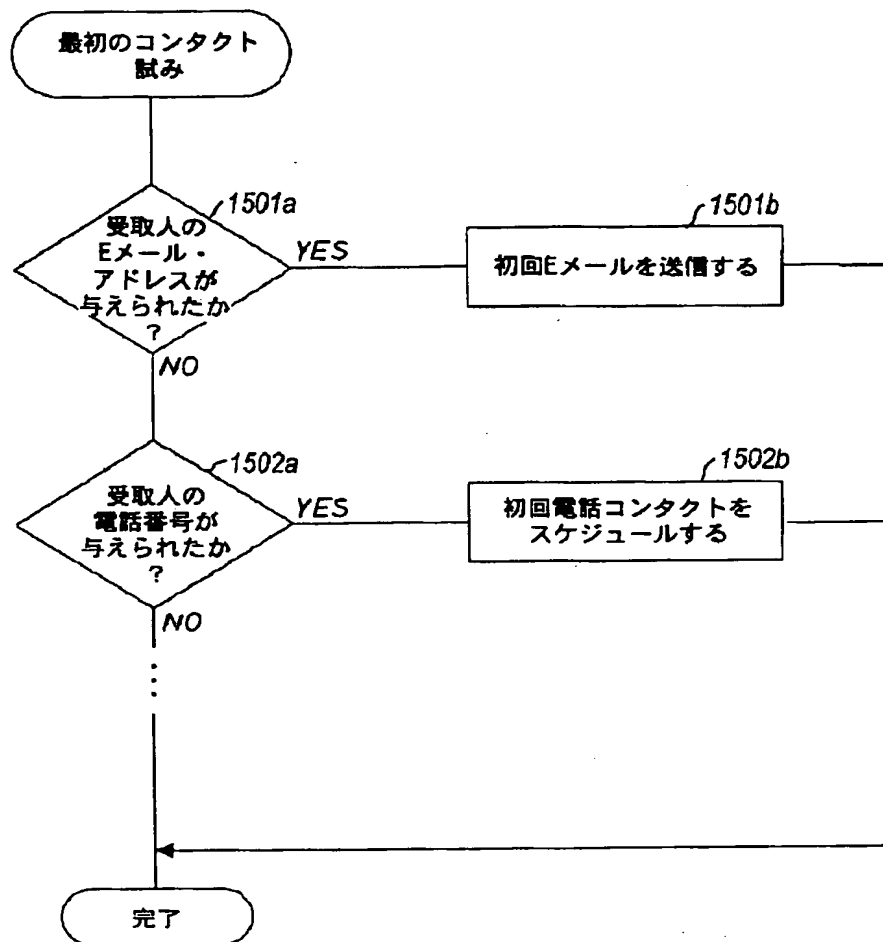 最初のコンタクト
試み
1501a
受取人の
Eメール・
アドレスが
与えられたか
？
YES
1501b
初回Eメールを送信する
NO
1502a
受取人の
電話番号が
与えられたか
？
YES
1502b
初回電話コンタクトを
スケジュールする
NO
完了